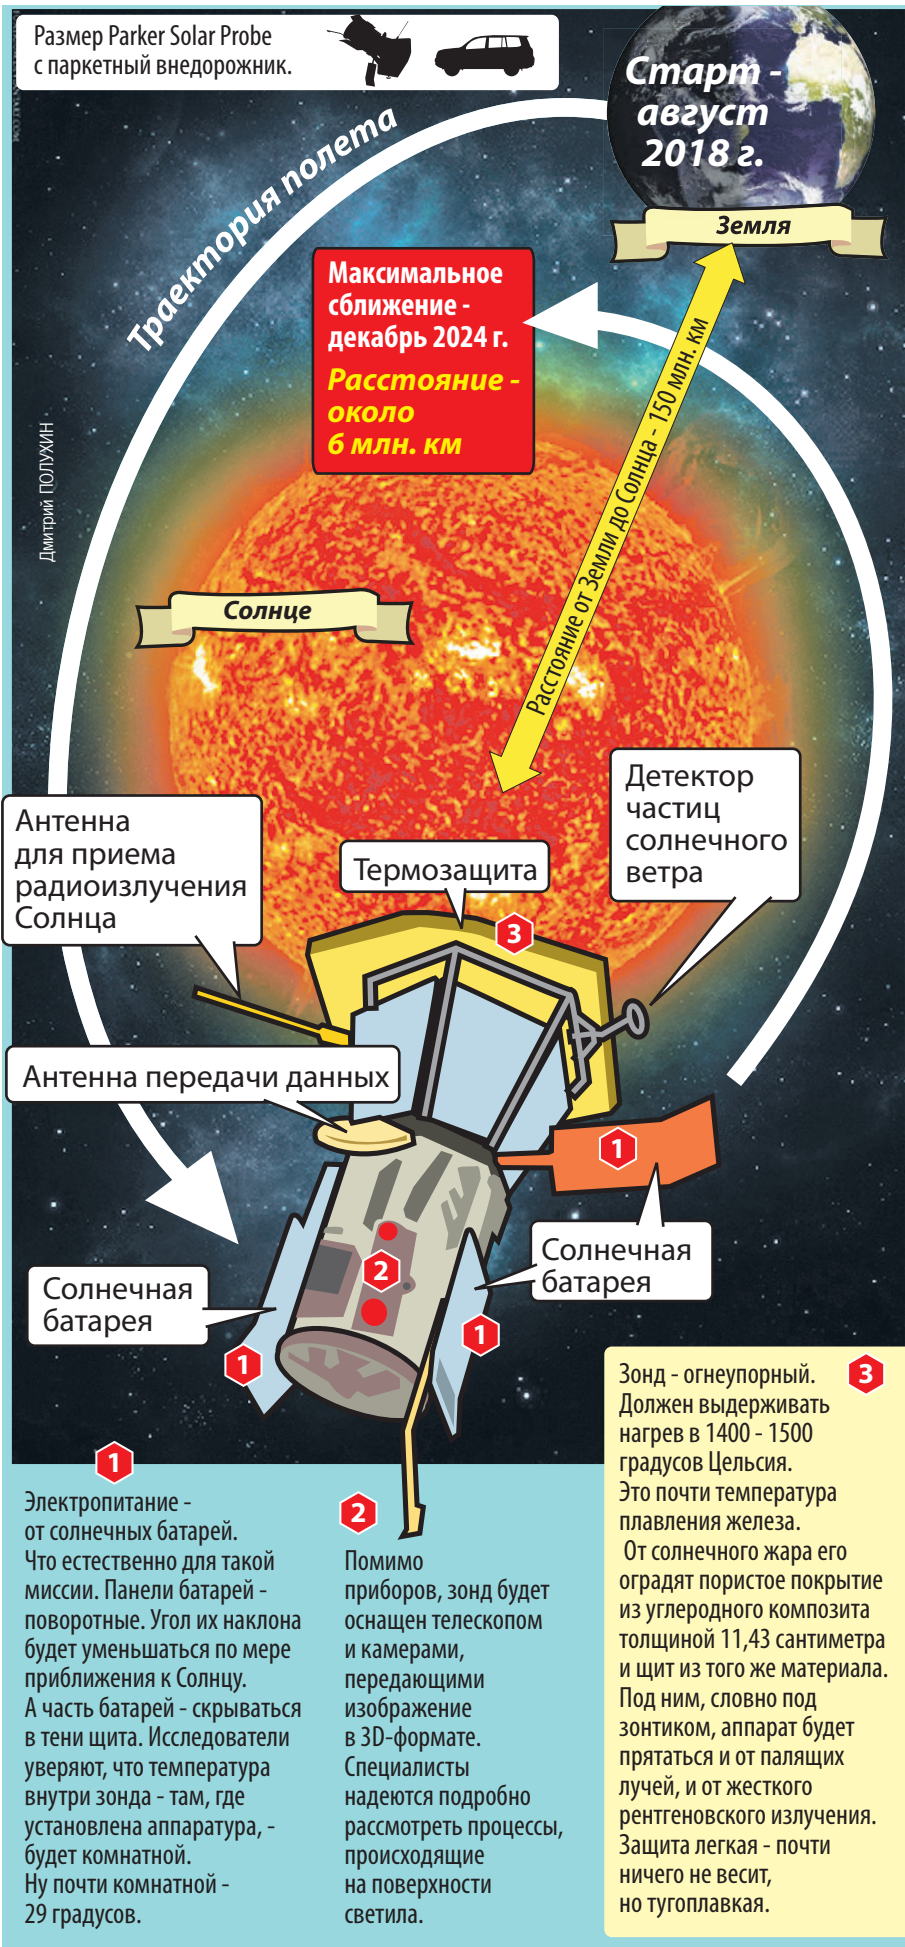 Размер Parker Solar Probe
с паркетный внедорожник.
Старт -
август
2018 г.
Земля
Траектория полета
Максимальное
сближение -
декабрь 2024 г.
Расстояние -
около
6 млн. км
Расстояние от Земли до Солнца - 150 млн. км
Дмитрий ПОЛУХИН
Солнце
Детектор
частиц
солнечного
ветра
Антенна
для приема
радиоизлучения
Солнца
Термозащита
3
Антенна передачи данных
1
Солнечная
батарея
2
Солнечная
батарея
1
1
1
Электропитание -
от солнечных батарей.
Что естественно для такой
миссии. Панели батарей -
поворотные. Угол их наклона
будет уменьшаться по мере
приближения к Солнцу.
А часть батарей - скрываться
в тени щита. Исследователи
уверяют, что температура
внутри зонда - там, где
установлена аппаратура, -
будет комнатной.
Ну почти комнатной -
29 градусов.
2
Помимо
приборов, зонд будет
оснащен телескопом
и камерами,
передающими
изображение
в 3D-формате.
Специалисты
надеются подробно
рассмотреть процессы,
происходящие
на поверхности
светила.
3
Зонд - огнеупорный.
Должен выдерживать
нагрев в 1400 - 1500
градусов Цельсия.
Это почти температура
плавления железа.
От солнечного жара его
оградят пористое покрытие
из углеродного композита
толщиной 11,43 сантиметра
и щит из того же материала.
Под ним, словно под
зонтиком, аппарат будет
прятаться и от палящих
лучей, и от жесткого
рентгеновского излучения.
Защита легкая - почти
ничего не весит,
но тугоплавкая.